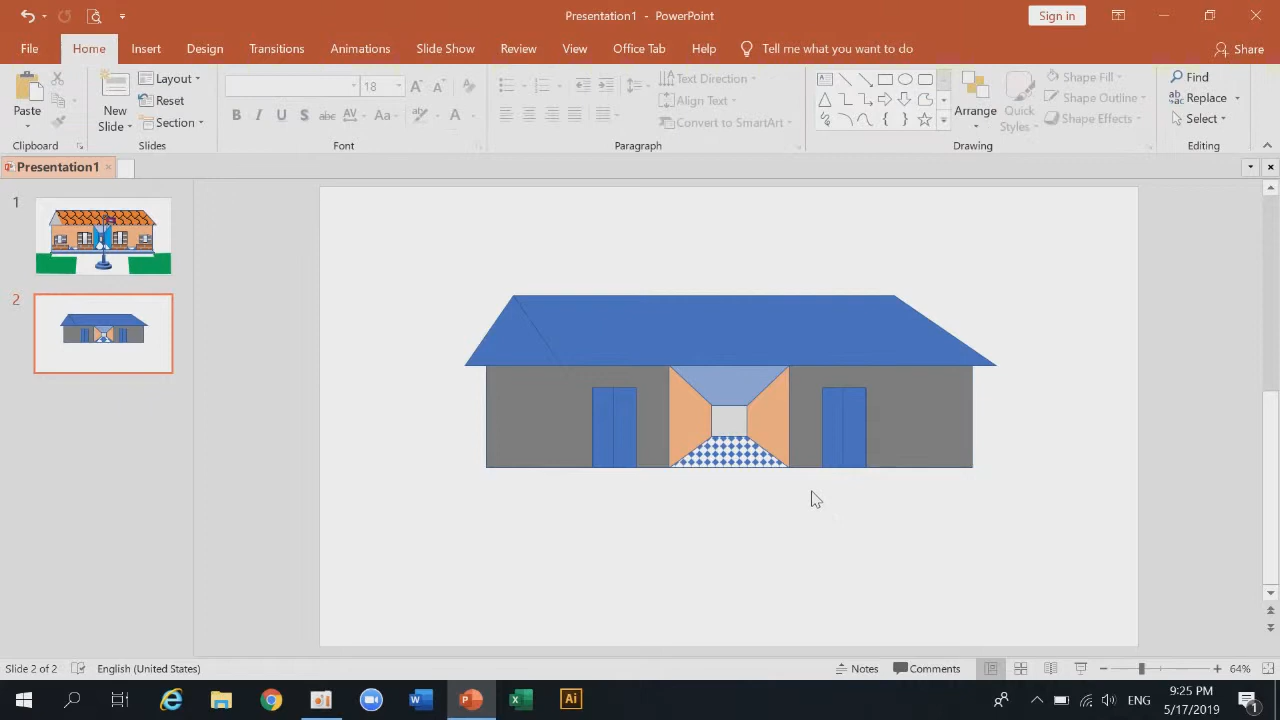 Presentation1 - PowerPoint
Sign in
File Home Insert Design Transitions Animations Slide Show Review View Office Tab Help Tell me what you want to do Share
Paste
Clipboard
New Slide
Layout
Reset
Section
Slides
18
B I U S abc AV Aa A
Font
Text Direction
Align Text
Convert to SmartArt
Paragraph
Arrange
Quick Styles
Shape Fill
Shape Outline
Shape Effects
Drawing
Find
Replace
Select
Editing
Presentation1
1
2
Slide 2 of 2 English (United States) Notes Comments 64%
ENG
9:25 PM
5/17/2019
1